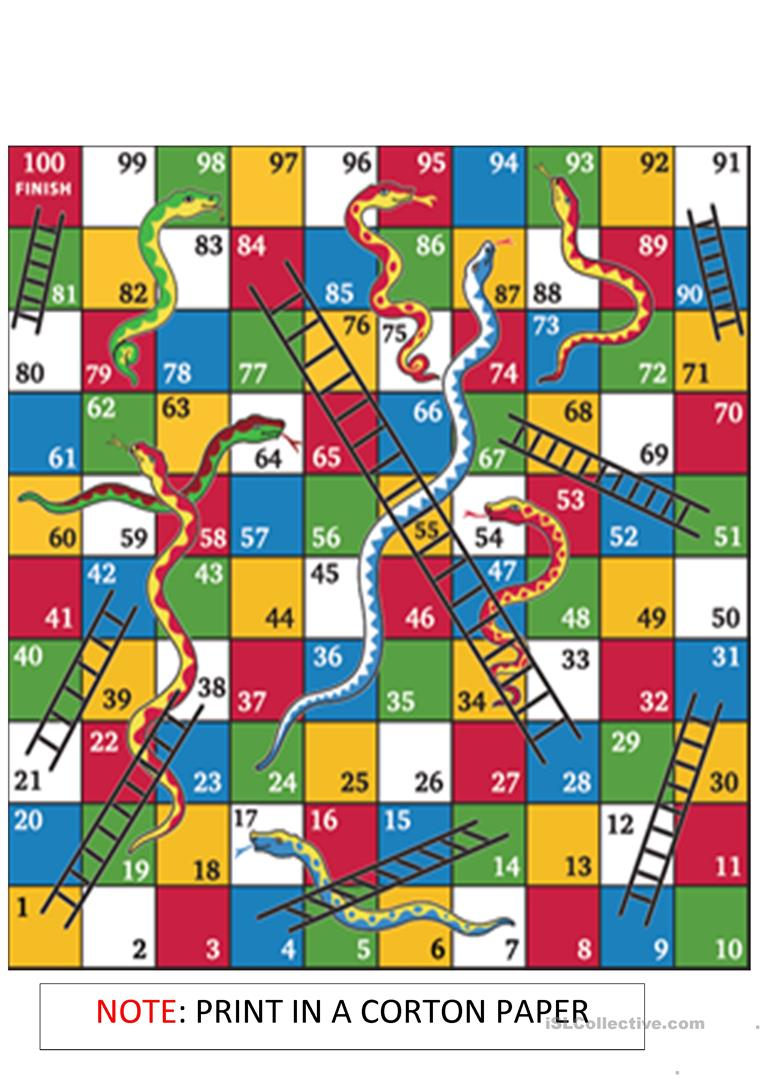 100 99 98 97 96 95 94 93 92 91
FINISH
81 82 83 84 85 86 87 88 89 90
80 79 78 77 76 75 74 73 72 71
61 62 63 64 65 66 67 68 69 70
60 59 58 57 56 55 54 53 52 51
41 42 43 44 45 46 47 48 49 50
40 39 38 37 36 35 34 33 32 31
21 22 23 24 25 26 27 28 29 30
20 19 18 17 16 15 14 13 12 11
1 2 3 4 5 6 7 8 9 10
NOTE: PRINT IN A CORTON PAPER
iSLCollective.com